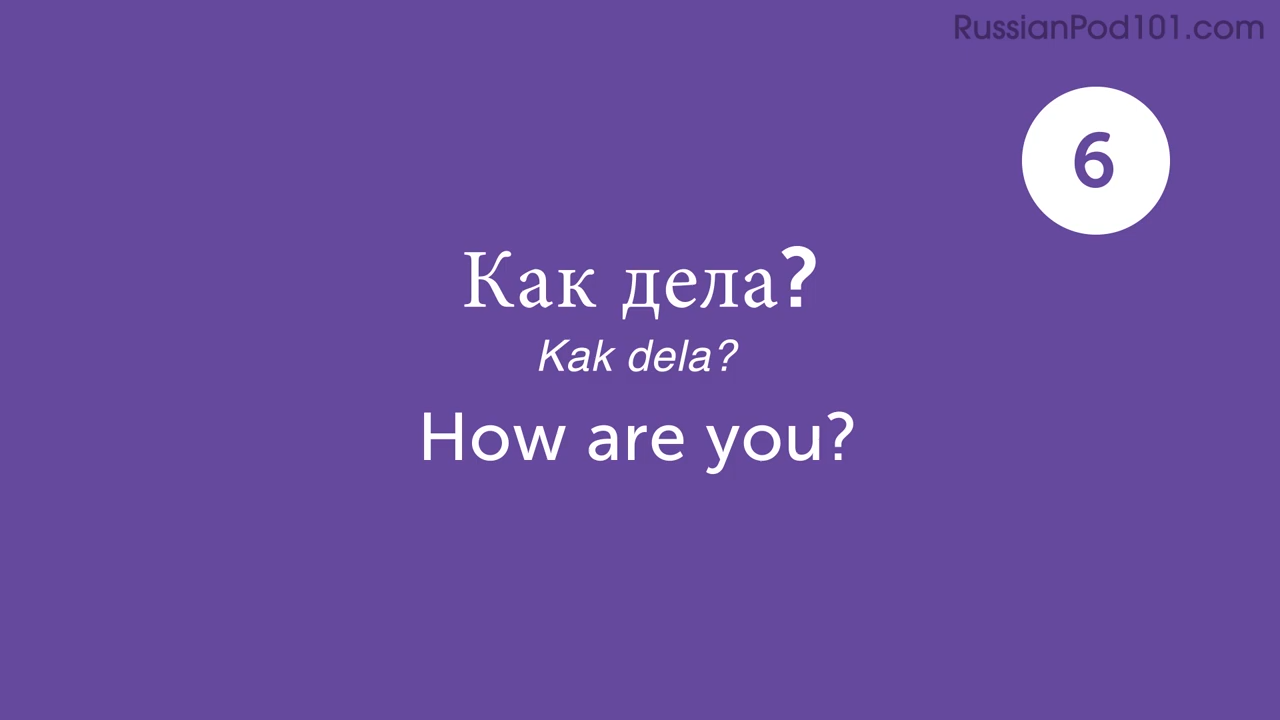 RussianPod101.com
6
Как дела?
Kak dela?
How are you?